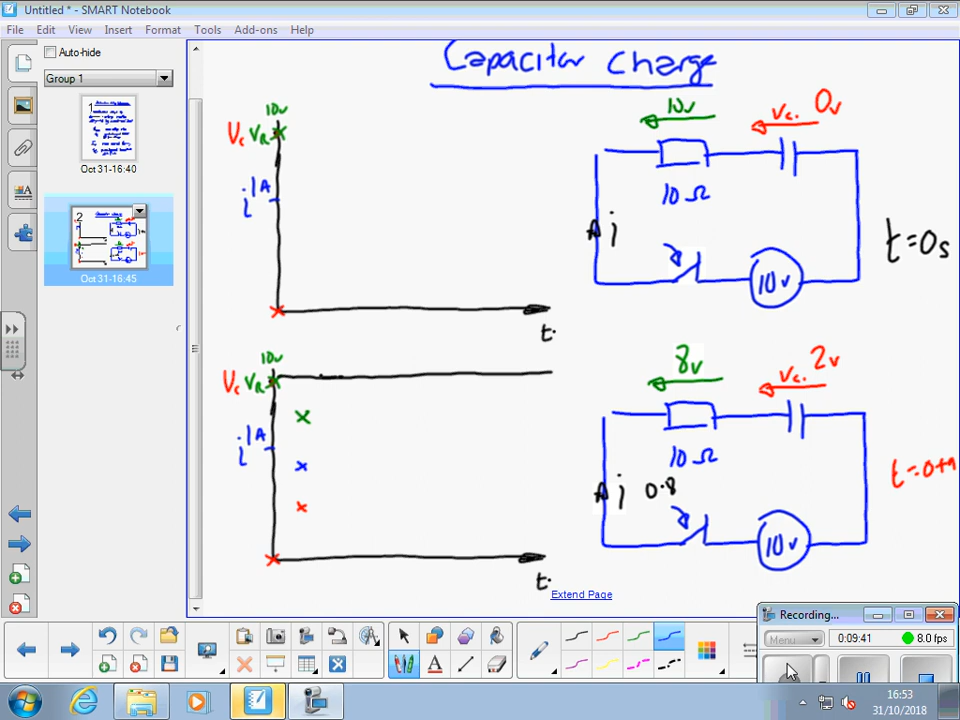 Untitled * - SMART Notebook
File Edit View Insert Format Tools Add-ons Help
Auto-hide
Group 1
Oct 31-16:40
2
Oct 31-16:45
Capacitor Charge
10v
Vc VR
.1A
i
t.
10v
Vc. 0v
10 Ω
A i
10v
t=0s
10v
Vc VR
.1A
i
t.
8v
Vc. 2v
10 Ω
A i 0.8
10v
Extend Page
Recording...
Menu
0:09:41
8.0 fps
16:53
31/10/2018